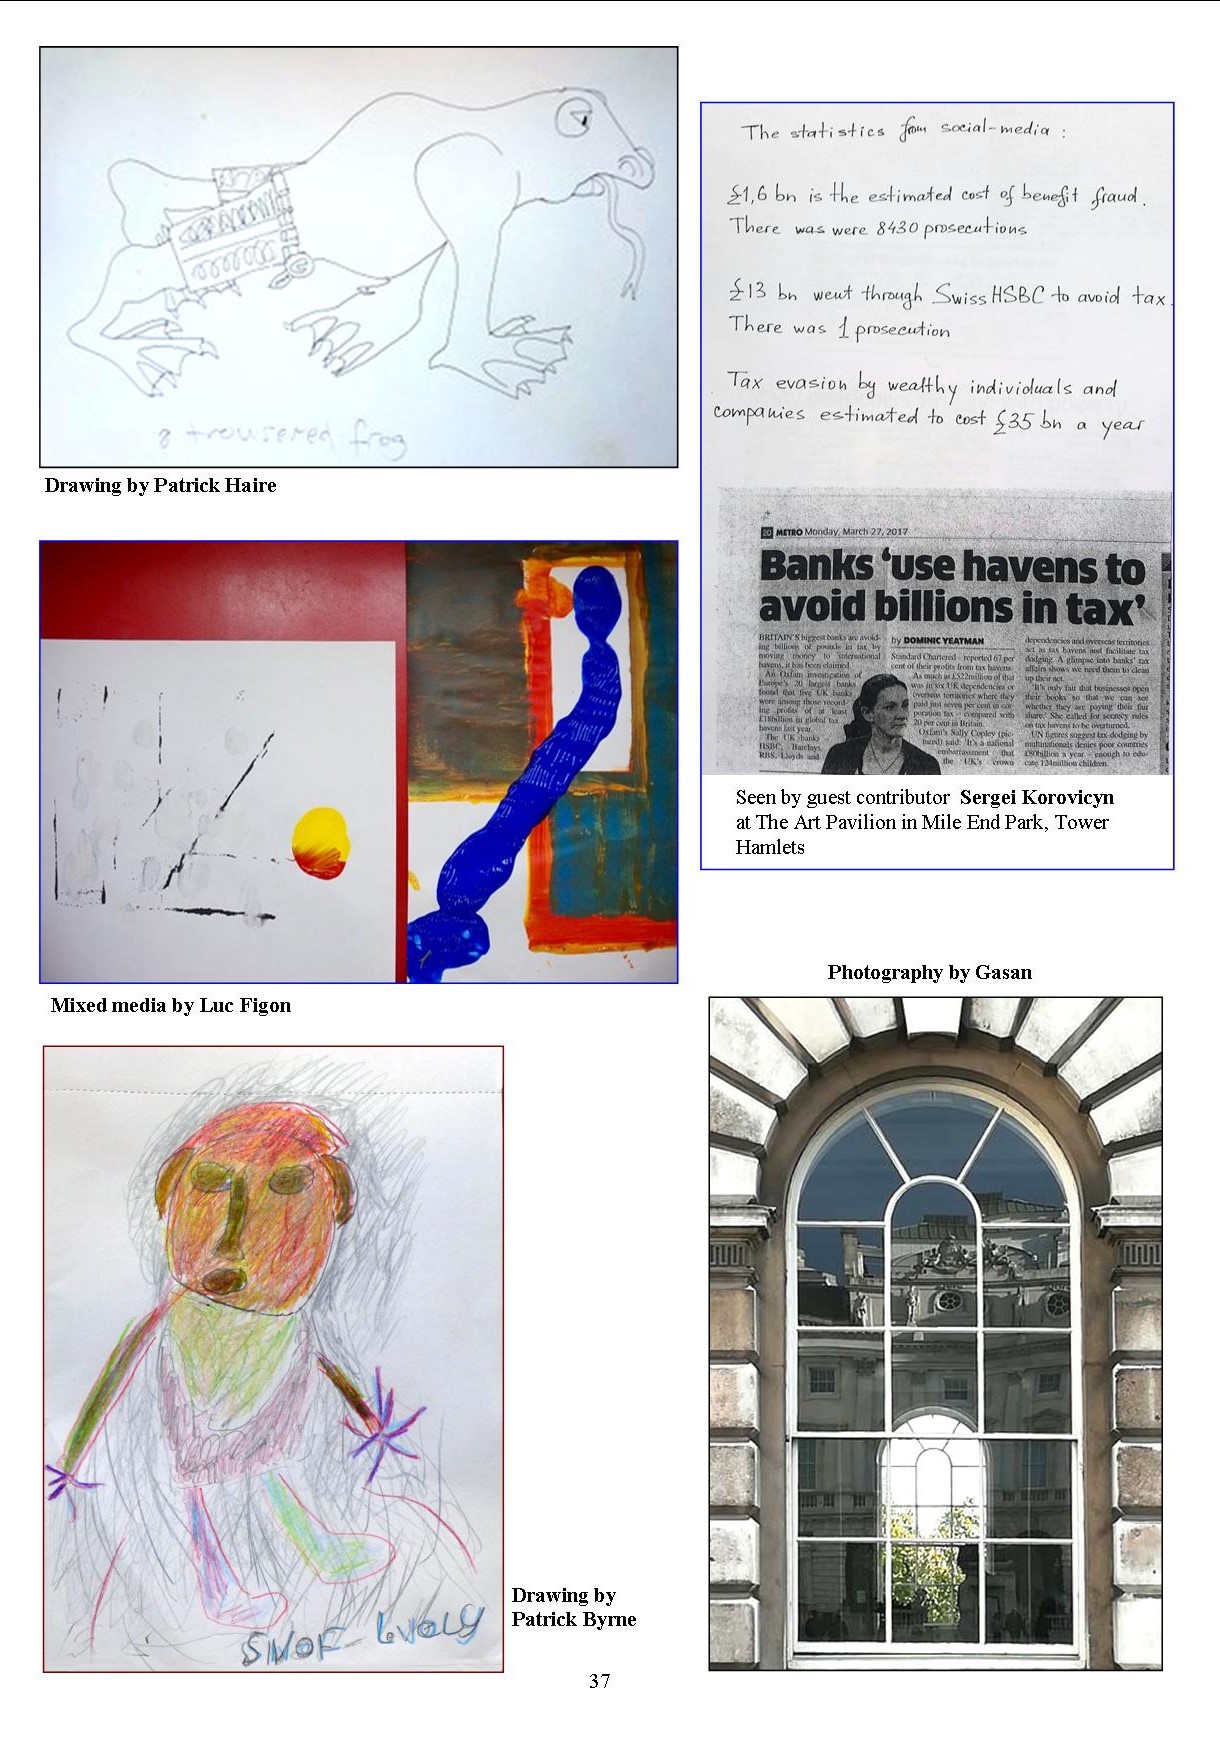 a trousered frog
Drawing by Patrick Haire
The statistics from social-media :
£1,6 bn is the estimated cost of benefit fraud.
There was were 8430 prosecutions
£13 bn went through Swiss HSBC to avoid tax.
There was 1 prosecution
Tax evasion by wealthy individuals and
companies estimated to cost £35 bn a year
20 METRO Monday, March 27, 2017
Banks 'use havens to
avoid billions in tax'
BRITAIN'S biggest banks are avoid-
ing billions of pounds in tax by
moving money to international
havens, it has been claimed.
An Oxfam investigation of
Europe's 20 largest banks
found that five UK banks
were among those record-
ing profits of at least
£18billion in global tax
havens last year.
The UK banks
HSBC, Barclays,
RBS, Lloyds and
by DOMINIC YEATMAN
Standard Chartered – reported 67 per
cent of their profits from tax havens.
As much as £522million of that
was in six UK dependencies or
overseas territories where they
paid just seven per cent in cor-
poration tax – compared with
20 per cent in Britain.
Oxfam's Sally Copley (pic-
tured) said: 'It's a national
embarrassment that
the UK's crown
dependencies and overseas territories
act as tax havens and facilitate tax
dodging. A glimpse into banks' tax
affairs shows we need them to clean
up their act.
'It's only fair that businesses open
their books so that we can see
whether they are paying their fair
share.' She called for secrecy rules
on tax havens to be overturned.
UN figures suggest tax-dodging by
multinationals denies poor countries
£80billion a year – enough to edu-
cate 124million children.
Seen by guest contributor Sergei Korovicyn
at The Art Pavilion in Mile End Park, Tower
Hamlets
Mixed media by Luc Figon
Photography by Gasan
Drawing by
Patrick Byrne
37